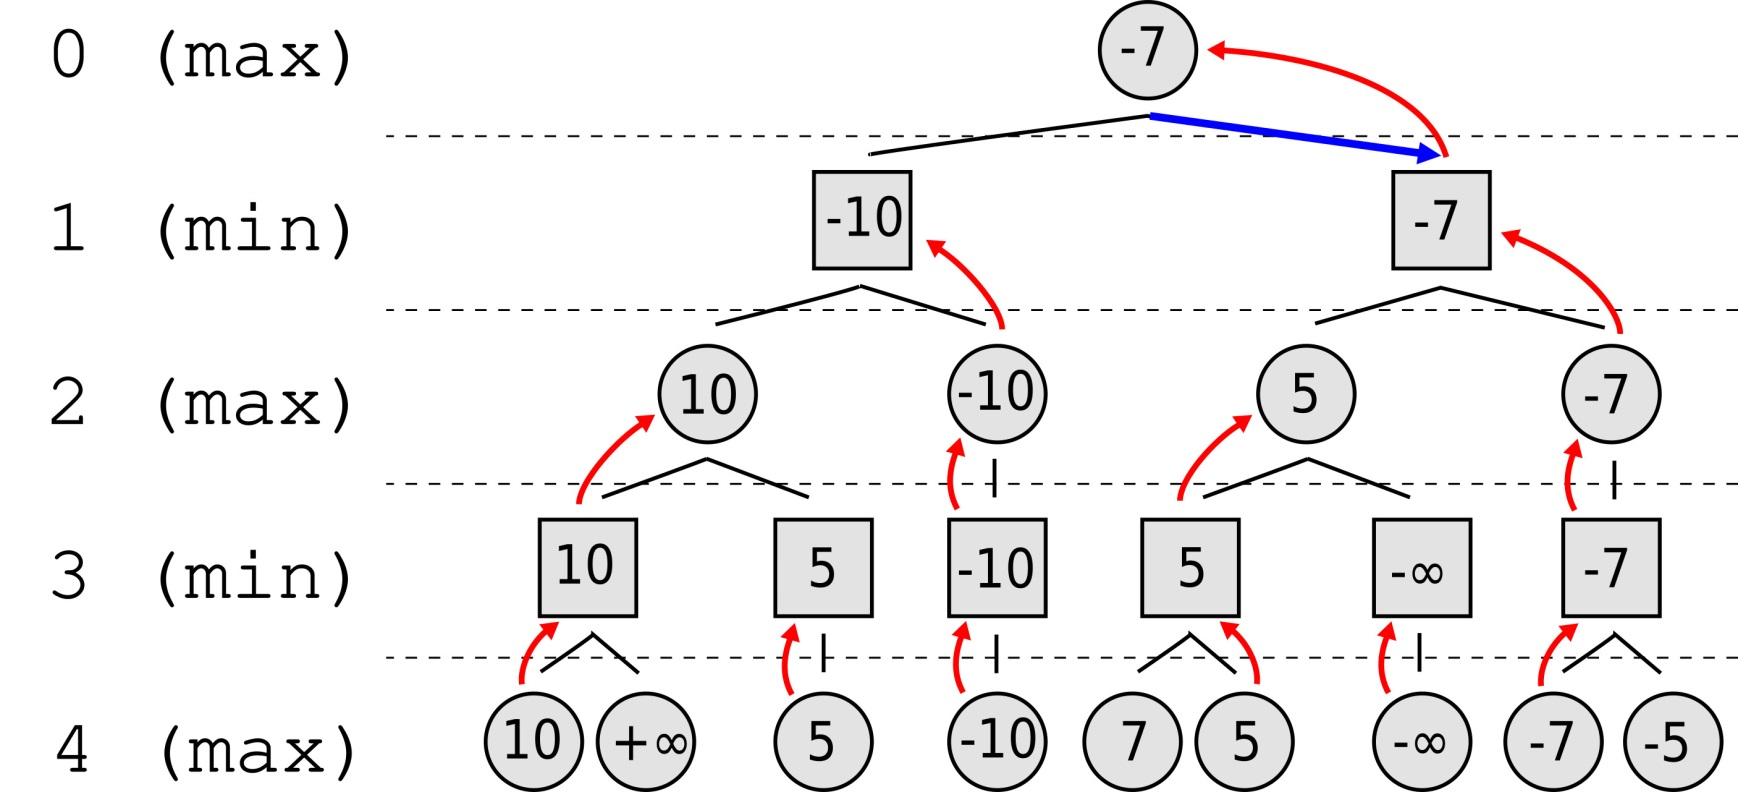 0 (max) -7
1 (min) -10 -7
2 (max) 10 -10 5 -7
3 (min) 10 5 -10 5 -∞ -7
4 (max) 10 +∞ 5 -10 7 5 -∞ -7 -5